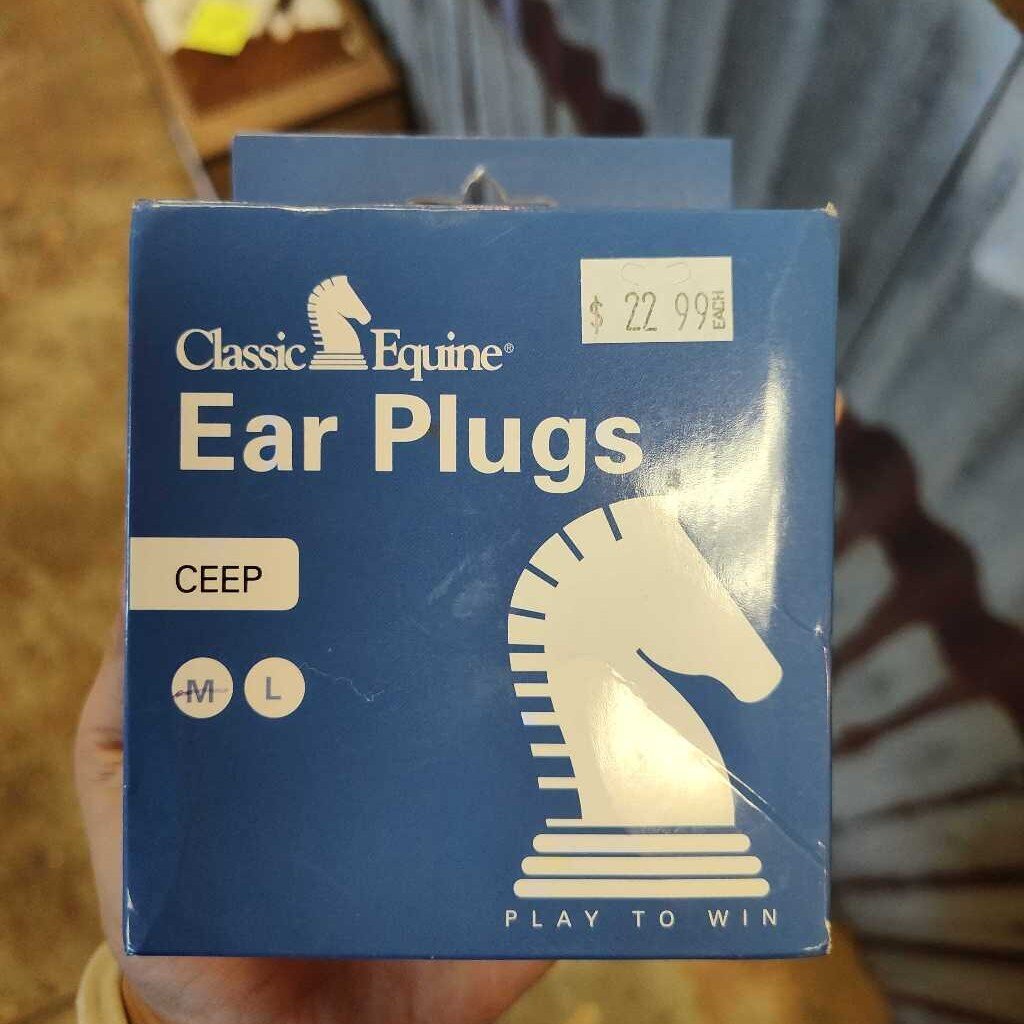 $ 22 99 EACH
Classic Equine®
Ear Plugs
CEEP
M L
PLAY TO WIN